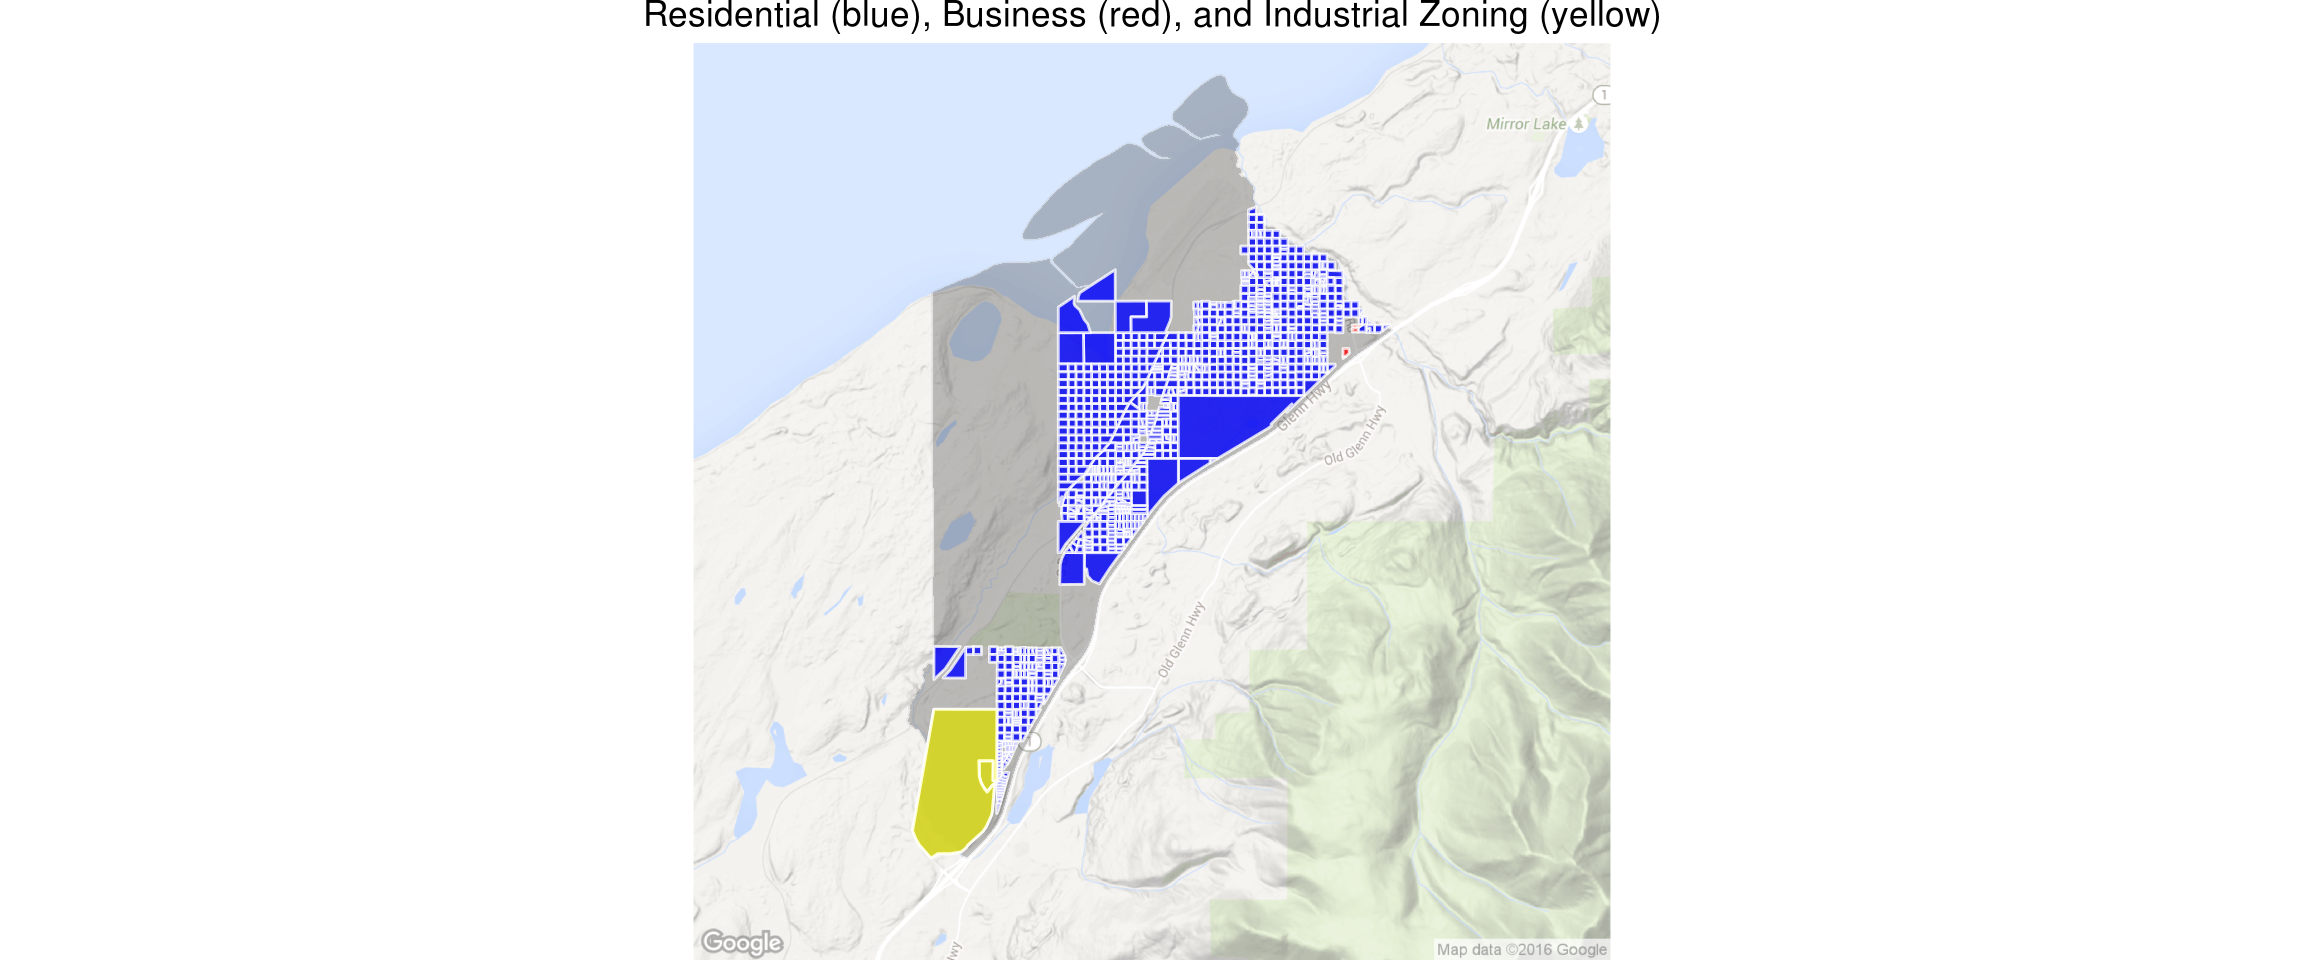 Residential (blue), Business (red), and Industrial Zoning (yellow)
1
Mirror Lake
Glenn Hwy
Old Glenn Hwy
Old Glenn Hwy
Hwy
Google
Map data ©2016 Google